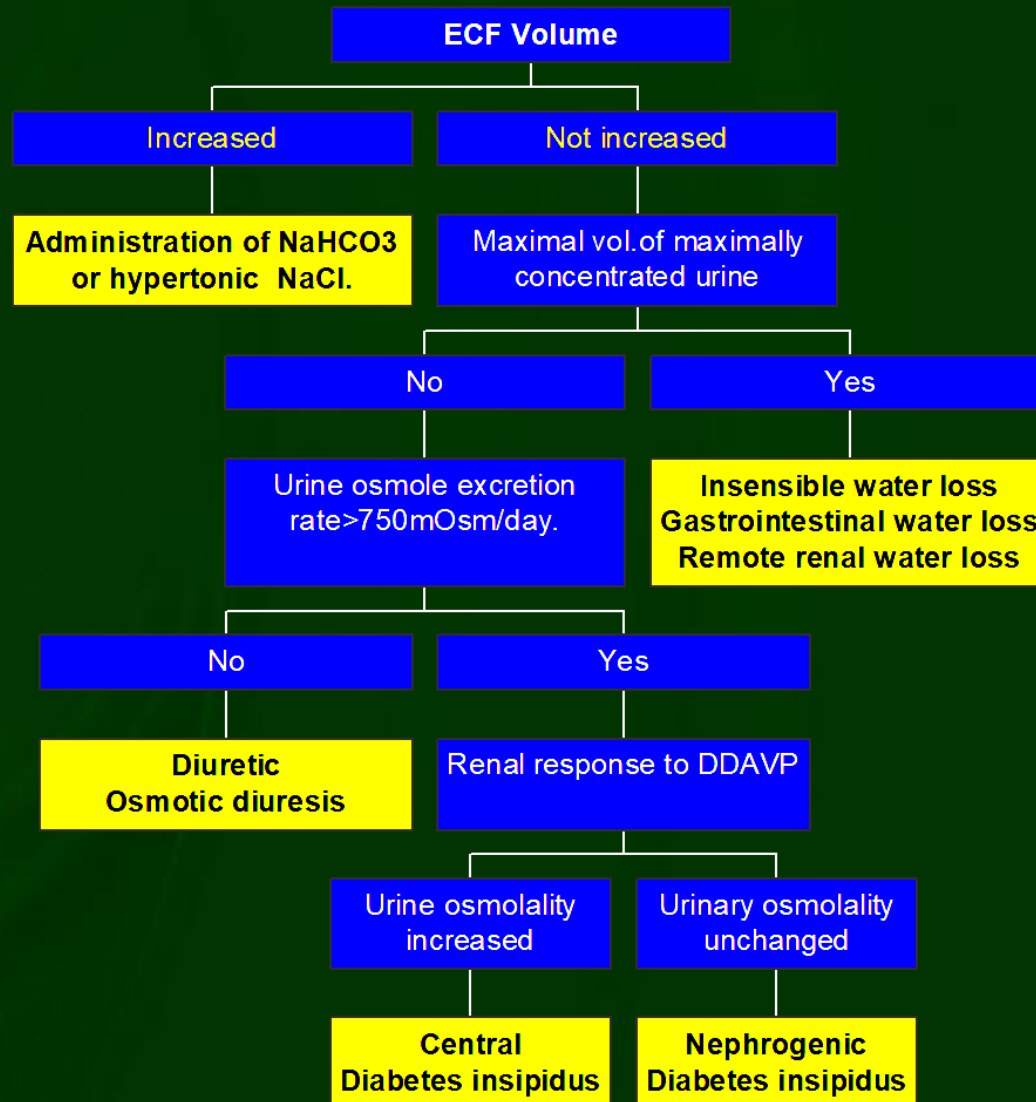 ECF Volume
Increased
Not increased
Administration of NaHCO3
or hypertonic NaCl.
Maximal vol.of maximally
concentrated urine
No
Yes
Urine osmole excretion
rate>750mOsm/day.
Insensible water loss
Gastrointestinal water loss
Remote renal water loss
No
Yes
Diuretic
Osmotic diuresis
Renal response to DDAVP
Urine osmolality
increased
Urinary osmolality
unchanged
Central
Diabetes insipidus
Nephrogenic
Diabetes insipidus